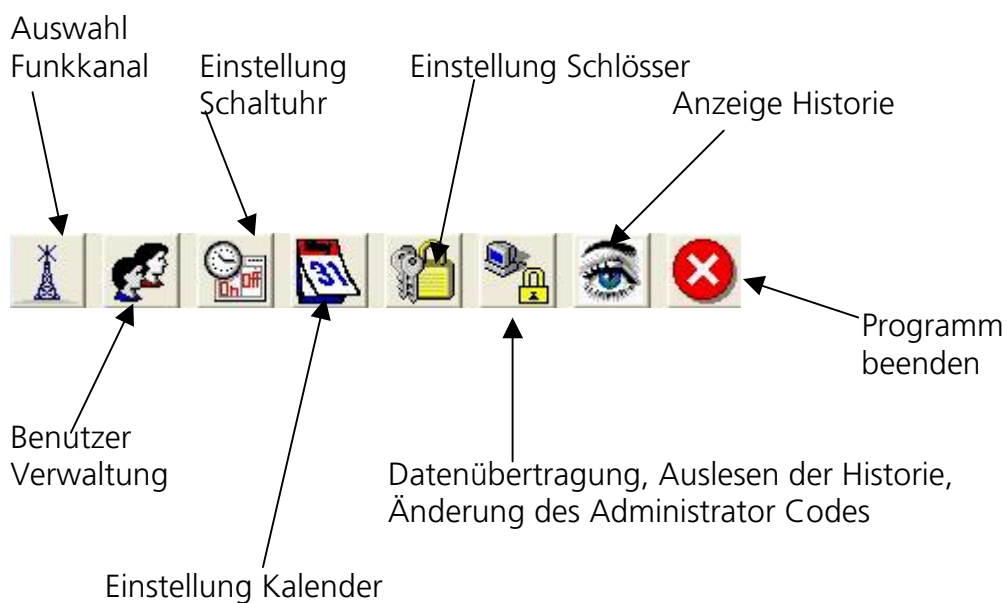 Auswahl
Funkkanal
Einstellung
Schaltuhr
Einstellung Schlösser
Anzeige Historie
31
On
Off
Programm
beenden
Benutzer
Verwaltung
Datenübertragung, Auslesen der Historie,
Änderung des Administrator Codes
Einstellung Kalender